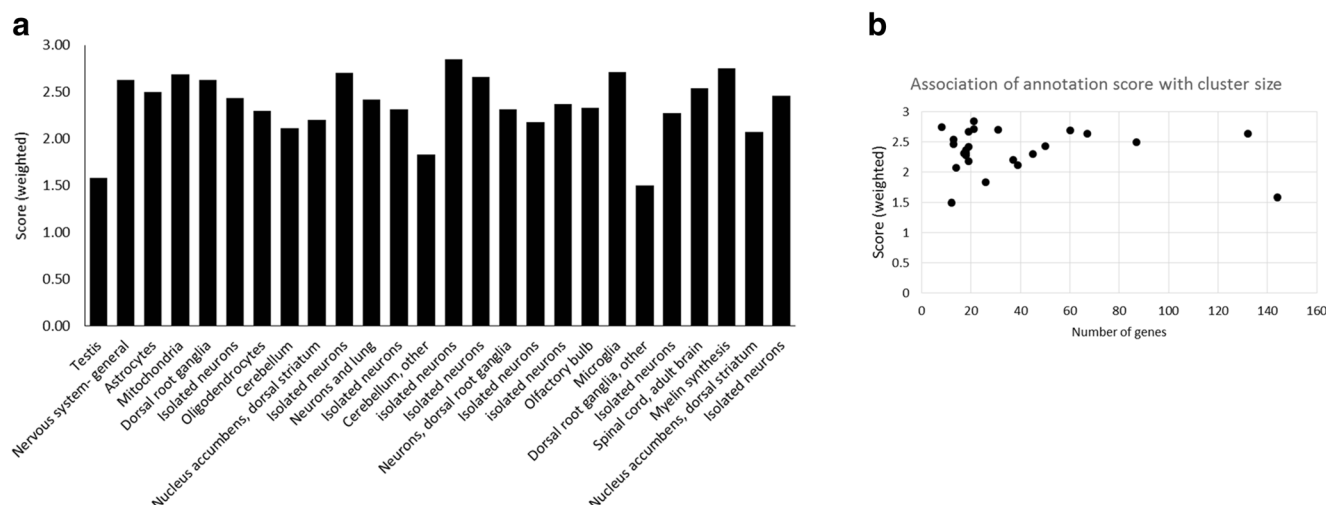 a
3.00
2.50
2.00
1.50
1.00
0.50
0.00
Score (weighted)
Testis
Nervous system- general
Astrocytes
Mitochondria
Dorsal root ganglia
Isolated neurons
Oligodendrocytes
Cerebellum
Nucleus accumbens, dorsal striatum
Isolated neurons
Neurons and lung
Isolated neurons
Cerebellum, other
isolated neurons
Isolated neurons
Neurons, dorsal root ganglia
Isolated neurons
isolated neurons
Olfactory bulb
Microglia
Dorsal root ganglia, other
Isolated neurons
Spinal cord, adult brain
Myelin synthesis
Nucleus accumbens, dorsal striatum
Isolated neurons
b
Association of annotation score with cluster size
3
2.5
2
1.5
1
0.5
0
Score (weighted)
0 20 40 60 80 100 120 140 160
Number of genes